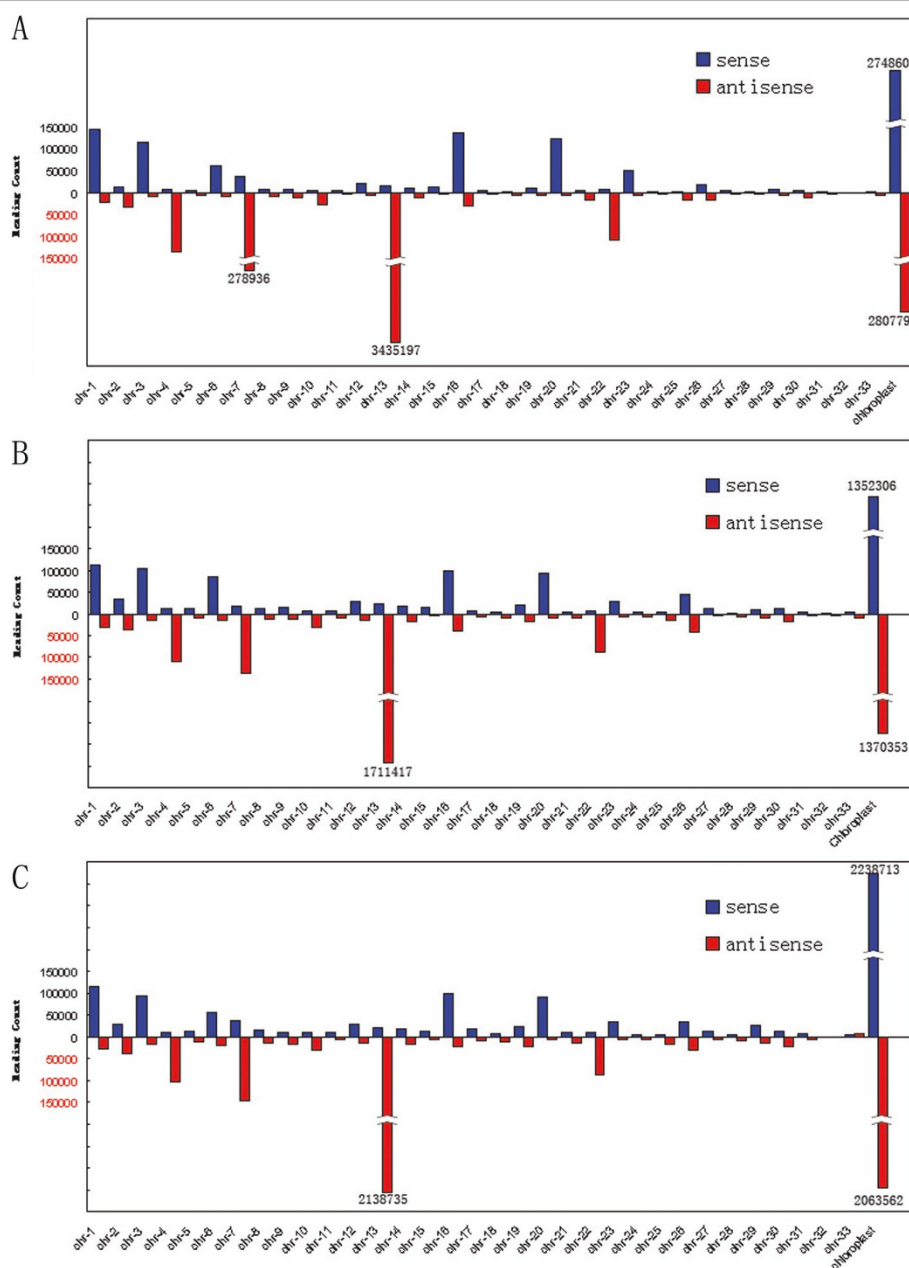 A
sense
antisense
274860
150000
100000
50000
0
50000
100000
150000
Reading Count
278936
3435197
280779
chr-1
chr-2
chr-3
chr-4
chr-5
chr-6
chr-7
chr-8
chr-9
chr-10
chr-11
chr-12
chr-13
chr-14
chr-15
chr-16
chr-17
chr-18
chr-19
chr-20
chr-21
chr-22
chr-23
chr-24
chr-25
chr-26
chr-27
chr-28
chr-29
chr-30
chr-31
chr-32
chr-33
chloroplast
B
sense
antisense
1352306
150000
100000
50000
0
50000
100000
150000
Reading Count
1711417
1370353
chr-1
chr-2
chr-3
chr-4
chr-5
chr-6
chr-7
chr-8
chr-9
chr-10
chr-11
chr-12
chr-13
chr-14
chr-15
chr-16
chr-17
chr-18
chr-19
chr-20
chr-21
chr-22
chr-23
chr-24
chr-25
chr-26
chr-27
chr-28
chr-29
chr-30
chr-31
chr-32
chr-33
Chloroplast
C
sense
antisense
2238713
150000
100000
50000
0
50000
100000
150000
Reading Count
2138735
2063562
chr-1
chr-2
chr-3
chr-4
chr-5
chr-6
chr-7
chr-8
chr-9
chr-10
chr-11
chr-12
chr-13
chr-14
chr-15
chr-16
chr-17
chr-18
chr-19
chr-20
chr-21
chr-22
chr-23
chr-24
chr-25
chr-26
chr-27
chr-28
chr-29
chr-30
chr-31
chr-32
chr-33
chloroplast